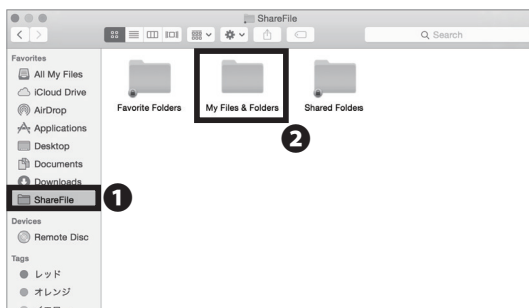 ShareFile
Search
Favorites
All My Files
iCloud Drive
AirDrop
Applications
Desktop
Documents
Downloads
ShareFile
Devices
Remote Disc
Tags
レッド
オレンジ
Favorite Folders
My Files & Folders
Shared Folders
1
2